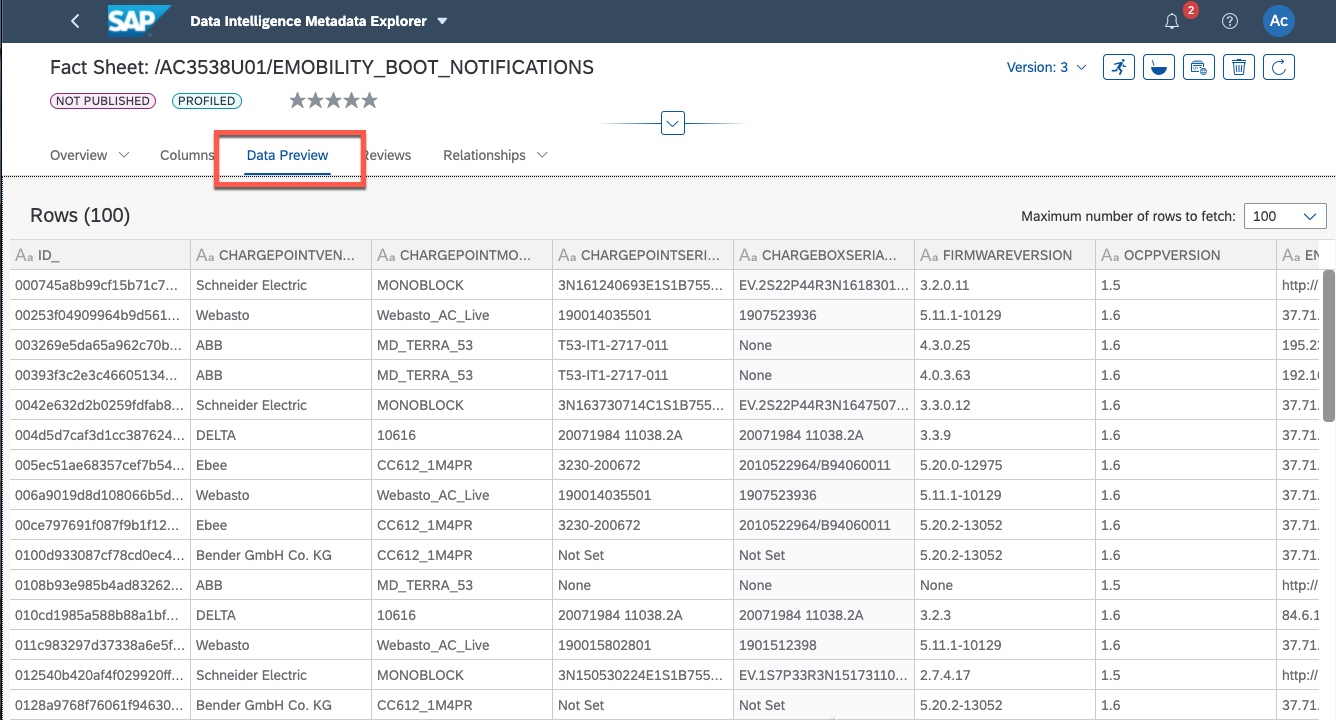 SAP Data Intelligence Metadata Explorer 2 Ac
Fact Sheet: /AC3538U01/EMOBILITY_BOOT_NOTIFICATIONS Version: 3
NOT PUBLISHED PROFILED
Overview Columns Data Preview Reviews Relationships
Rows (100) Maximum number of rows to fetch: 100
Aa ID_ Aa CHARGEPOINTVEN... Aa CHARGEPOINTMO... Aa CHARGEPOINTSERI... Aa CHARGEBOXSERIA... Aa FIRMWAREVERSION Aa OCPPVERSION Aa EN
000745a8b99cf15b71c7... Schneider Electric MONOBLOCK 3N161240693E1S1B755... EV.2S22P44R3N1618301... 3.2.0.11 1.5 http://
00253f04909964b9d561... Webasto Webasto_AC_Live 190014035501 1907523936 5.11.1-10129 1.6 37.71.
003269e5da65a962c70b... ABB MD_TERRA_53 T53-IT1-2717-011 None 4.3.0.25 1.6 195.2
00393f3c2e3c46605134... ABB MD_TERRA_53 T53-IT1-2717-011 None 4.0.3.63 1.6 192.1
0042e632d2b0259fdfab8... Schneider Electric MONOBLOCK 3N163730714C1S1B755... EV.2S22P44R3N1647507... 3.3.0.12 1.6 37.71.
004d5d7caf3d1cc387624... DELTA 10616 20071984 11038.2A 20071984 11038.2A 3.3.9 1.6 37.71.
005ec51ae68357cef7b54... Ebee CC612_1M4PR 3230-200672 2010522964/B94060011 5.20.0-12975 1.6 37.71.
006a9019d8d108066b5d... Webasto Webasto_AC_Live 190014035501 1907523936 5.11.1-10129 1.6 37.71.
00ce797691f087f9b1f12... Ebee CC612_1M4PR 3230-200672 2010522964/B94060011 5.20.2-13052 1.6 37.71.
0100d933087cf78cd0ec4... Bender GmbH Co. KG CC612_1M4PR Not Set Not Set 5.20.2-13052 1.6 37.71.
0108b93e985b4ad83262... ABB MD_TERRA_53 None None None 1.5 http://
010cd1985a588b88a1bf... DELTA 10616 20071984 11038.2A 20071984 11038.2A 3.2.3 1.6 84.6.1
011c983297d37338a6e5f... Webasto Webasto_AC_Live 190015802801 1901512398 5.11.1-10129 1.6 37.71.
012540b420af4f029920ff... Schneider Electric MONOBLOCK 3N150530224E1S1B755... EV.1S7P33R3N15173110... 2.7.4.17 1.5 http://
0128a9768f76061f94630... Bender GmbH Co. KG CC612_1M4PR Not Set Not Set 5.20.2-13052 1.6 37.71.